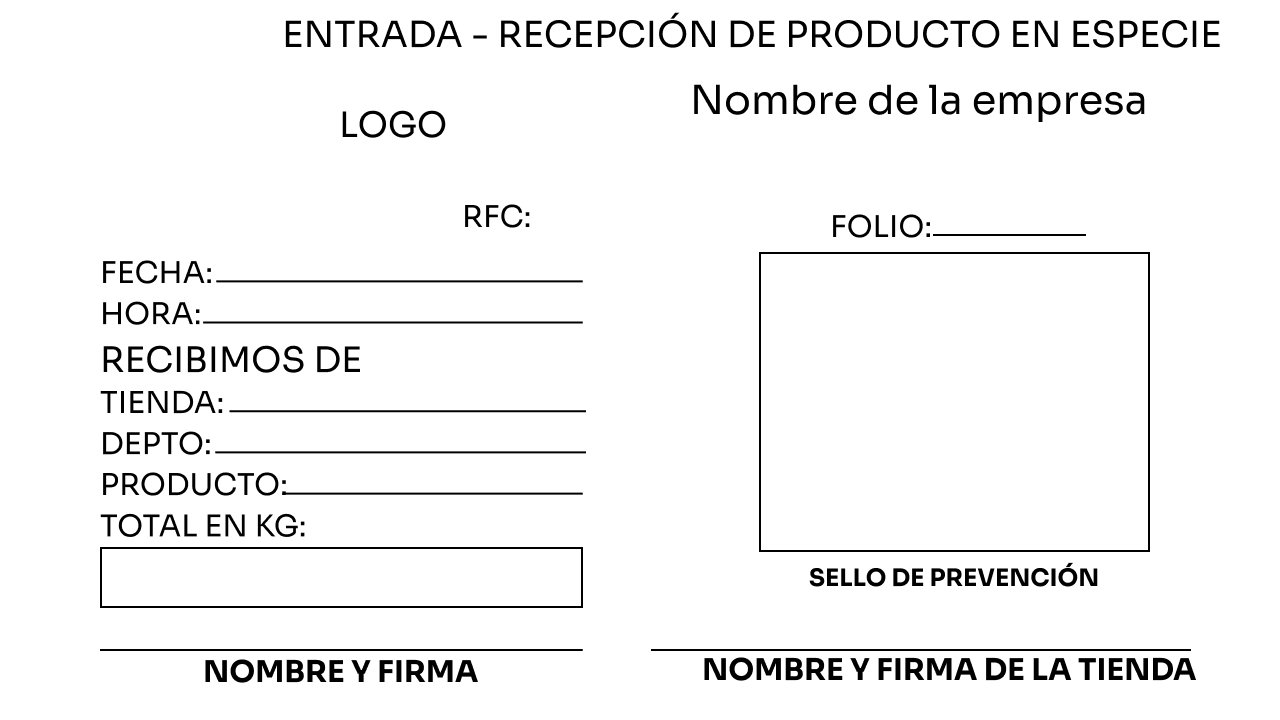 ENTRADA - RECEPCIÓN DE PRODUCTO EN ESPECIE
Nombre de la empresa
LOGO
RFC:
FOLIO:
FECHA:
HORA:
RECIBIMOS DE
TIENDA:
DEPTO:
PRODUCTO:
TOTAL EN KG:
SELLO DE PREVENCIÓN
NOMBRE Y FIRMA
NOMBRE Y FIRMA DE LA TIENDA